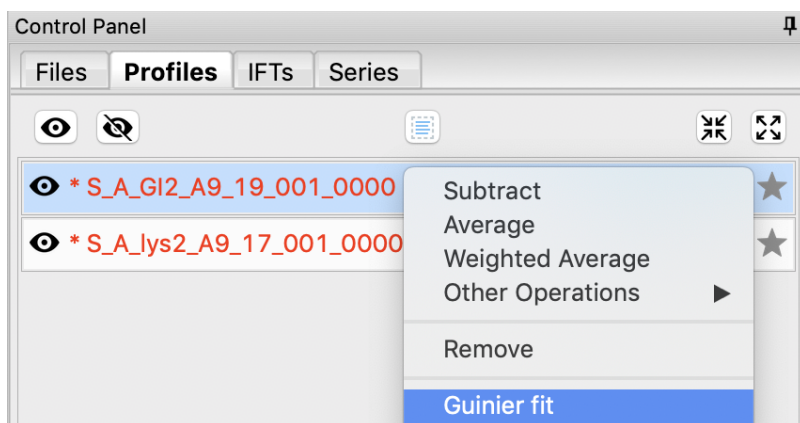 Control Panel
Files Profiles IFTs Series
* S_A_GI2_A9_19_001_0000
* S_A_lys2_A9_17_001_0000
Subtract
Average
Weighted Average
Other Operations
Remove
Guinier fit